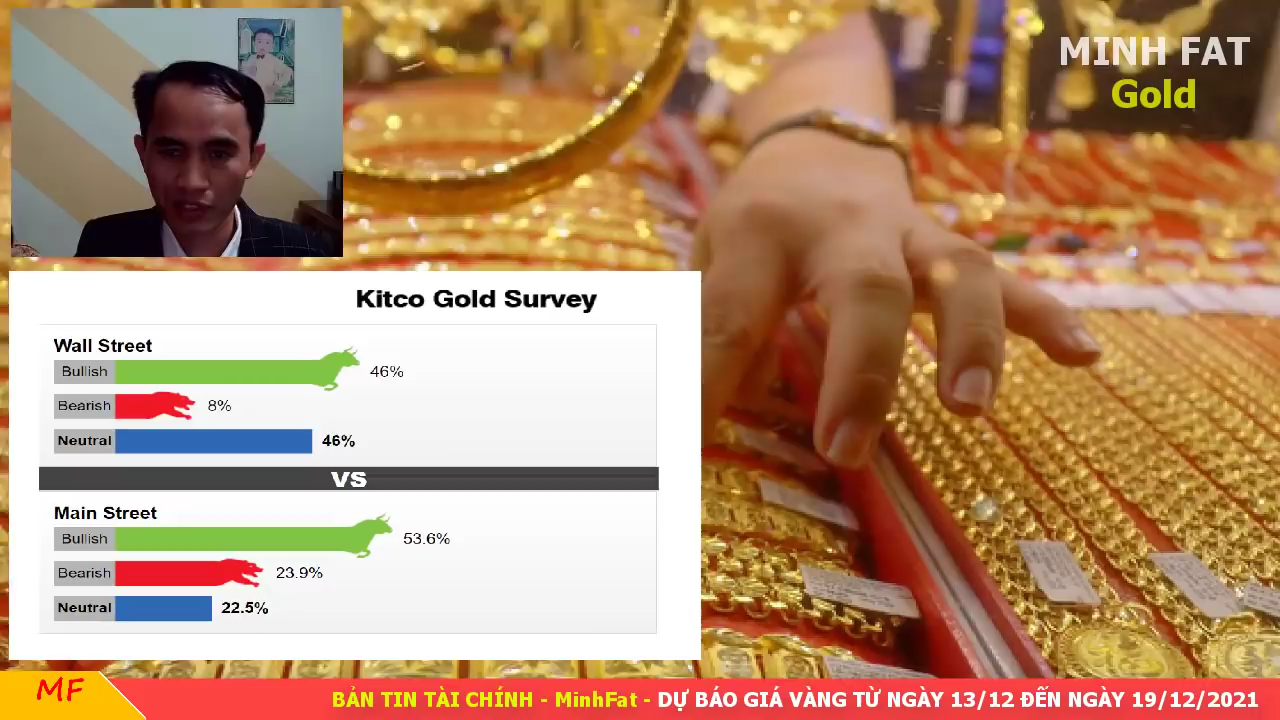 MINH FAT
Gold
Kitco Gold Survey
Wall Street
Bullish 46%
Bearish 8%
Neutral 46%
VS
Main Street
Bullish 53.6%
Bearish 23.9%
Neutral 22.5%
MF
BẢN TIN TÀI CHÍNH - MinhFat - DỰ BÁO GIÁ VÀNG TỪ NGÀY 13/12 ĐẾN NGÀY 19/12/2021